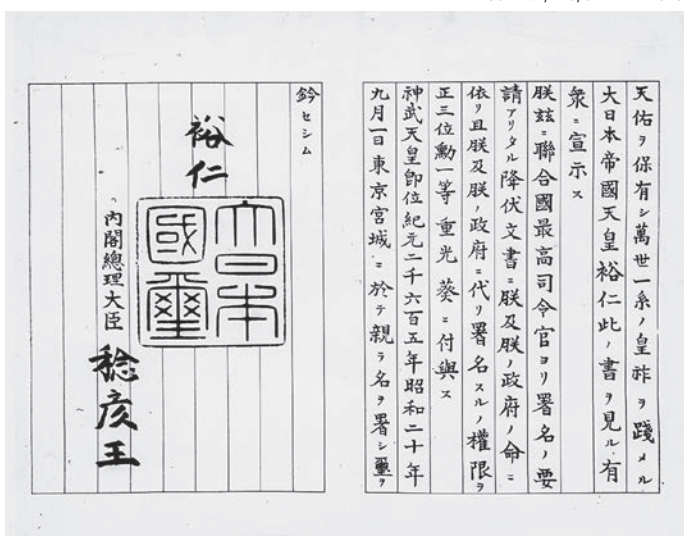 天佑ヲ保有シ萬世一系ノ皇祚ヲ踐メル
大日本帝國天皇裕仁此ノ書ヲ見ル有
衆ニ宣示ス
朕玆ニ聯合國最高司令官ヨリ署名ノ要
請アリタル降伏文書ニ朕及朕ノ政府ノ命ニ
依リ且朕及朕ノ政府ニ代リ署名スルノ權限ヲ
正三位勳一等重光葵ニ付與ス
神武天皇卽位紀元二千六百五年昭和二十年
九月一日東京宮城ニ於テ親ラ名ヲ署シ璽ヲ
鈐セシム
裕仁
大日本
國璽
內閣總理大臣 稔彦王